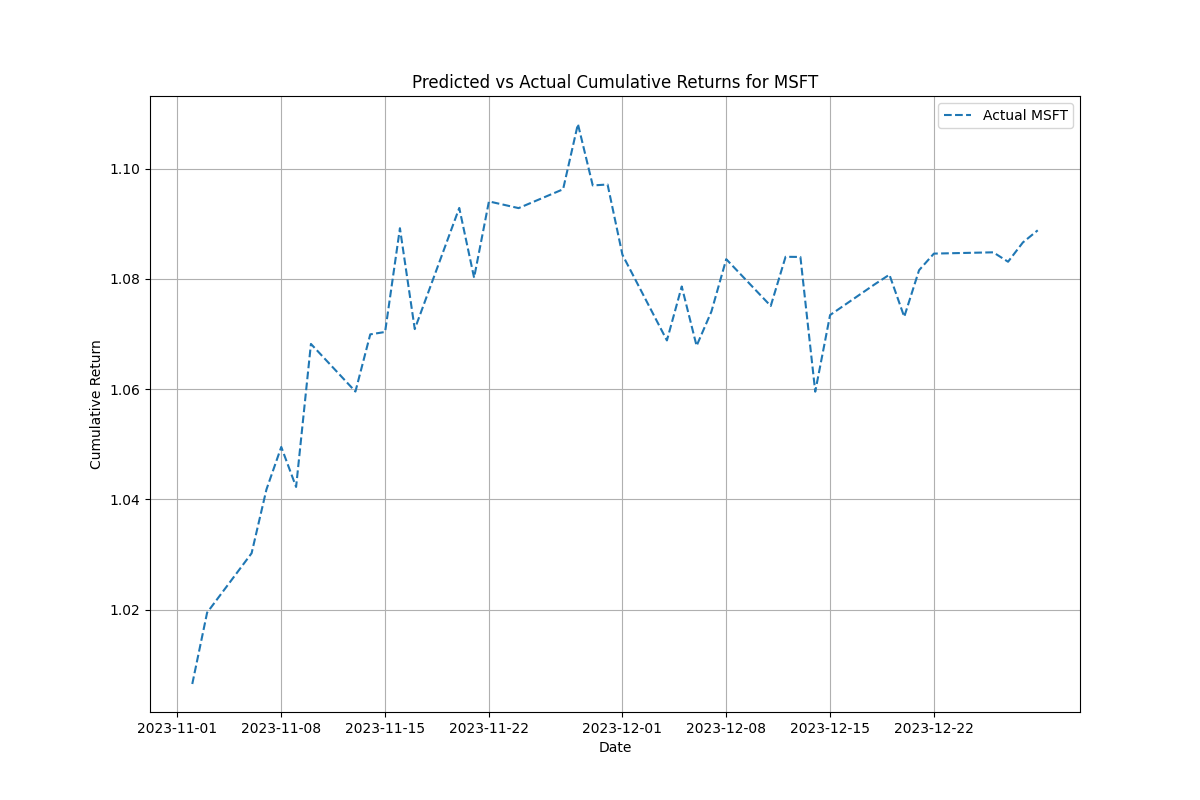 Predicted vs Actual Cumulative Returns for MSFT
Actual MSFT
1.10
1.08
1.06
1.04
1.02
Cumulative Return
2023-11-01 2023-11-08 2023-11-15 2023-11-22 2023-12-01 2023-12-08 2023-12-15 2023-12-22
Date